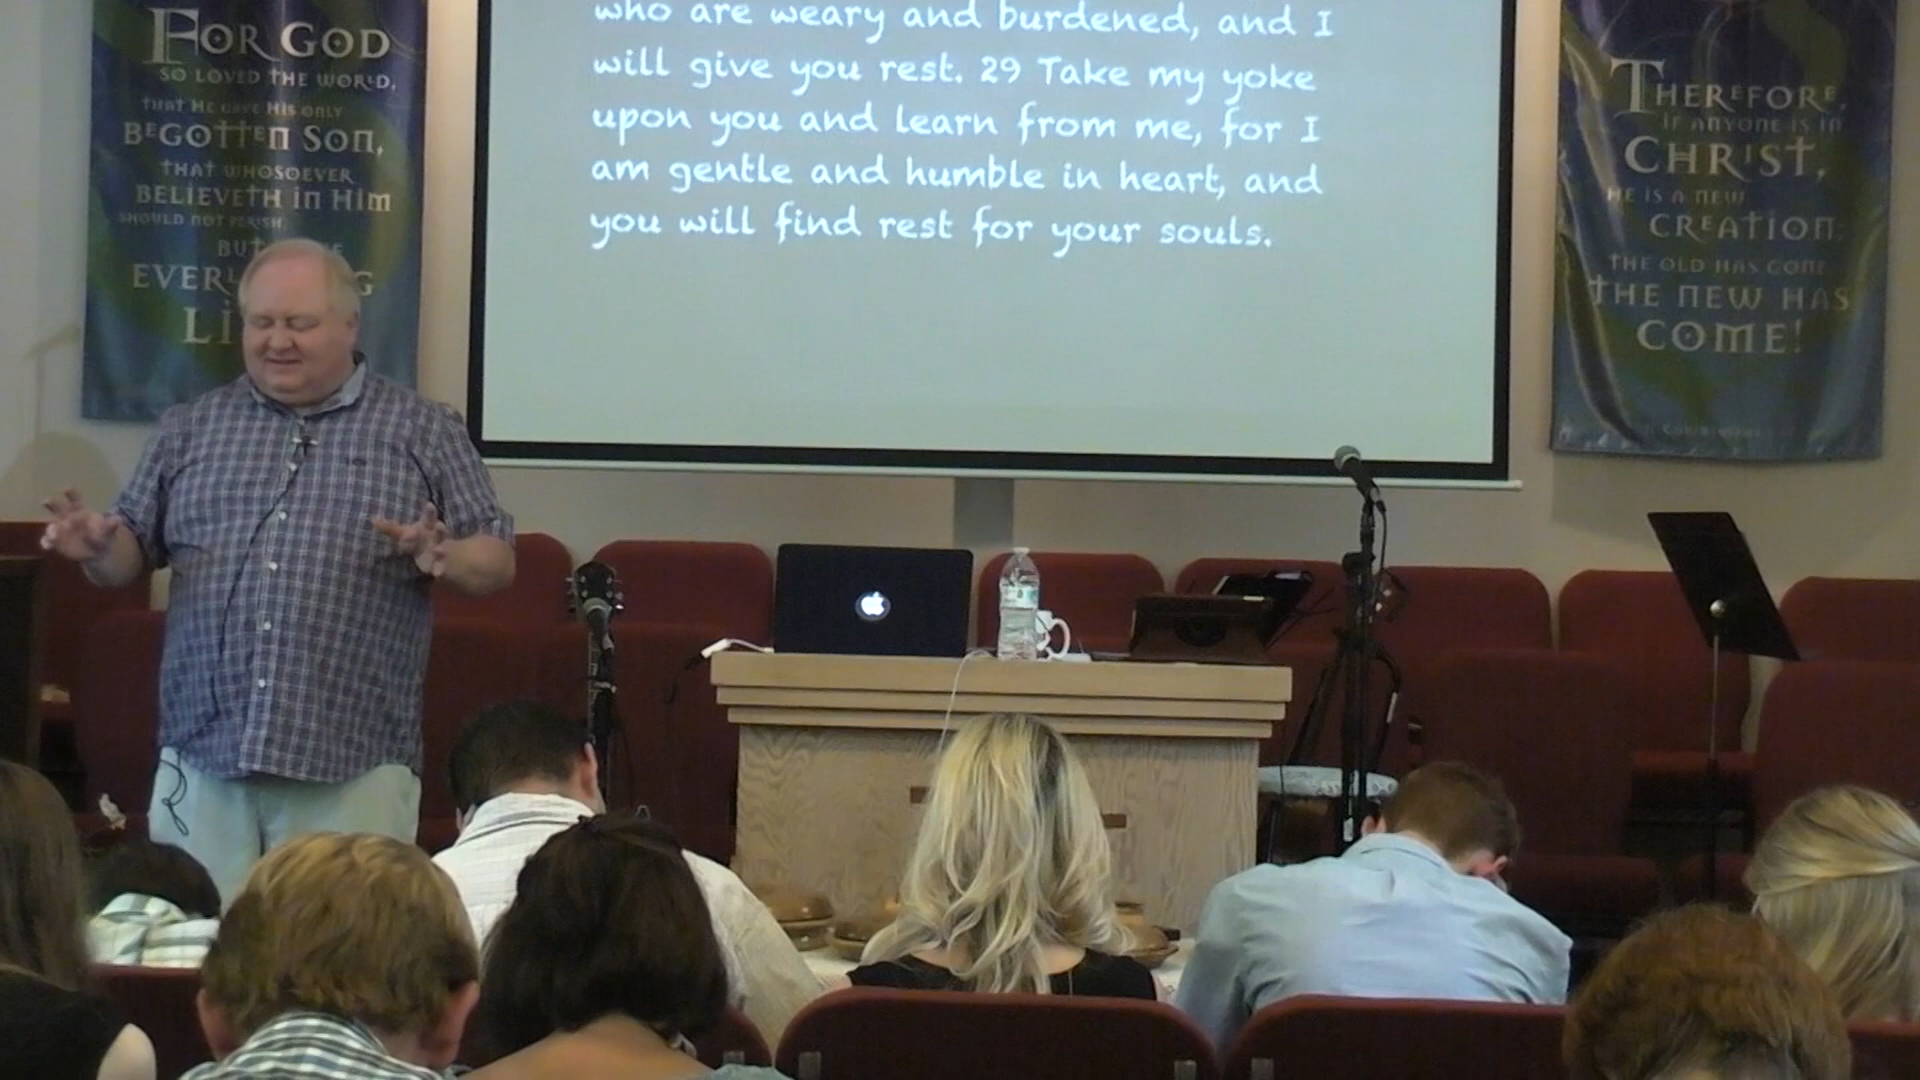 FOR GOD
SO LOVED THE WORLD,
THAT HE GAVE HIS ONLY
BEGOTTEN SON,
THAT WHOSOEVER
BELIEVETH in Him
SHOULD NOT PERISH
who are weary and burdened, and I
will give you rest. 29 Take my yoke
upon you and learn from me, for I
am gentle and humble in heart, and
you will find rest for your souls.
THEREFORE,
IF ANYONE IS IN
CHRIST,
HE IS A NEW
CREATION;
THE OLD HAS GONE
THE NEW HAS
COME!